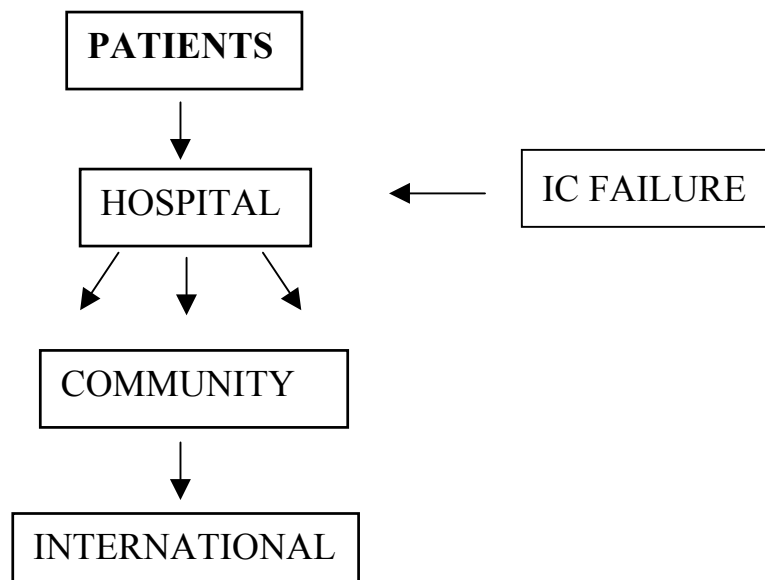 PATIENTS
HOSPITAL
IC FAILURE
COMMUNITY
INTERNATIONAL